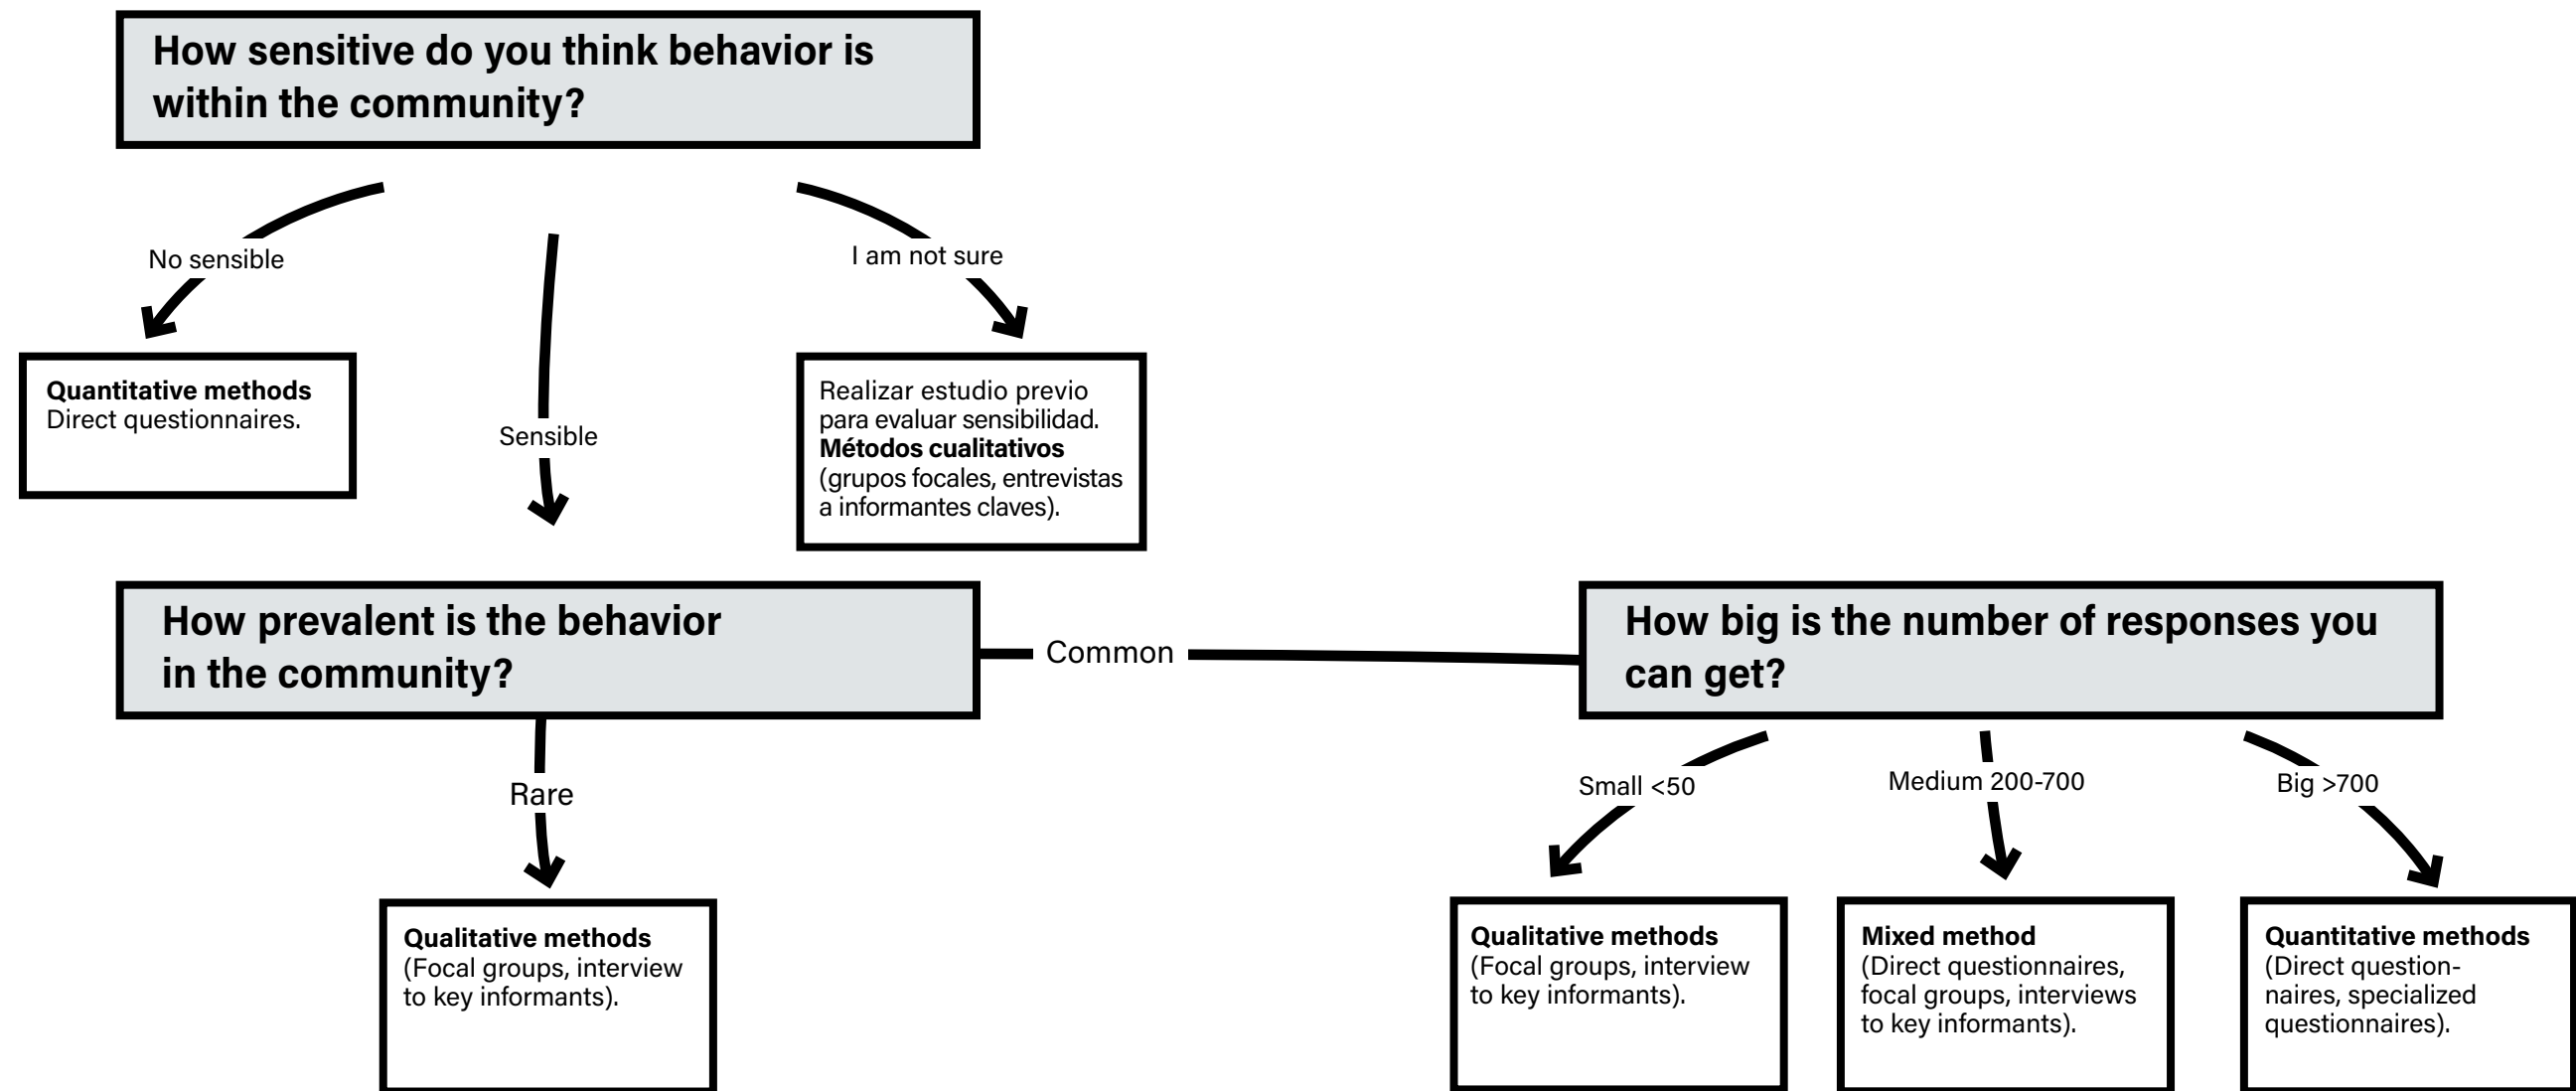 How sensitive do you think behavior is
within the community?
No sensible
I am not sure
Sensible
Quantitative methods
Direct questionnaires.
Realizar estudio previo
para evaluar sensibilidad.
Métodos cualitativos
(grupos focales, entrevistas
a informantes claves).
How prevalent is the behavior
in the community?
Common
How big is the number of responses you
can get?
Rare
Small <50
Medium 200-700
Big >700
Qualitative methods
(Focal groups, interview
to key informants).
Qualitative methods
(Focal groups, interview
to key informants).
Mixed method
(Direct questionnaires,
focal groups, interviews
to key informants).
Quantitative methods
(Direct question-
naires, specialized
questionnaires).